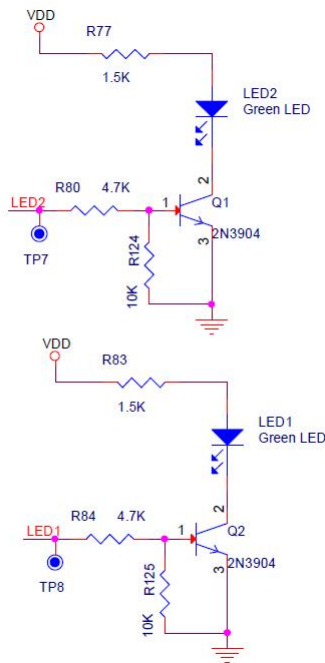 VDD
R77
1.5K
LED2
Green LED
2
LED2
R80 4.7K
1
Q1
3
2N3904
TP7
R124
10K
VDD
R83
1.5K
LED1
Green LED
2
LED1
R84 4.7K
1
Q2
3
2N3904
TP8
R125
10K